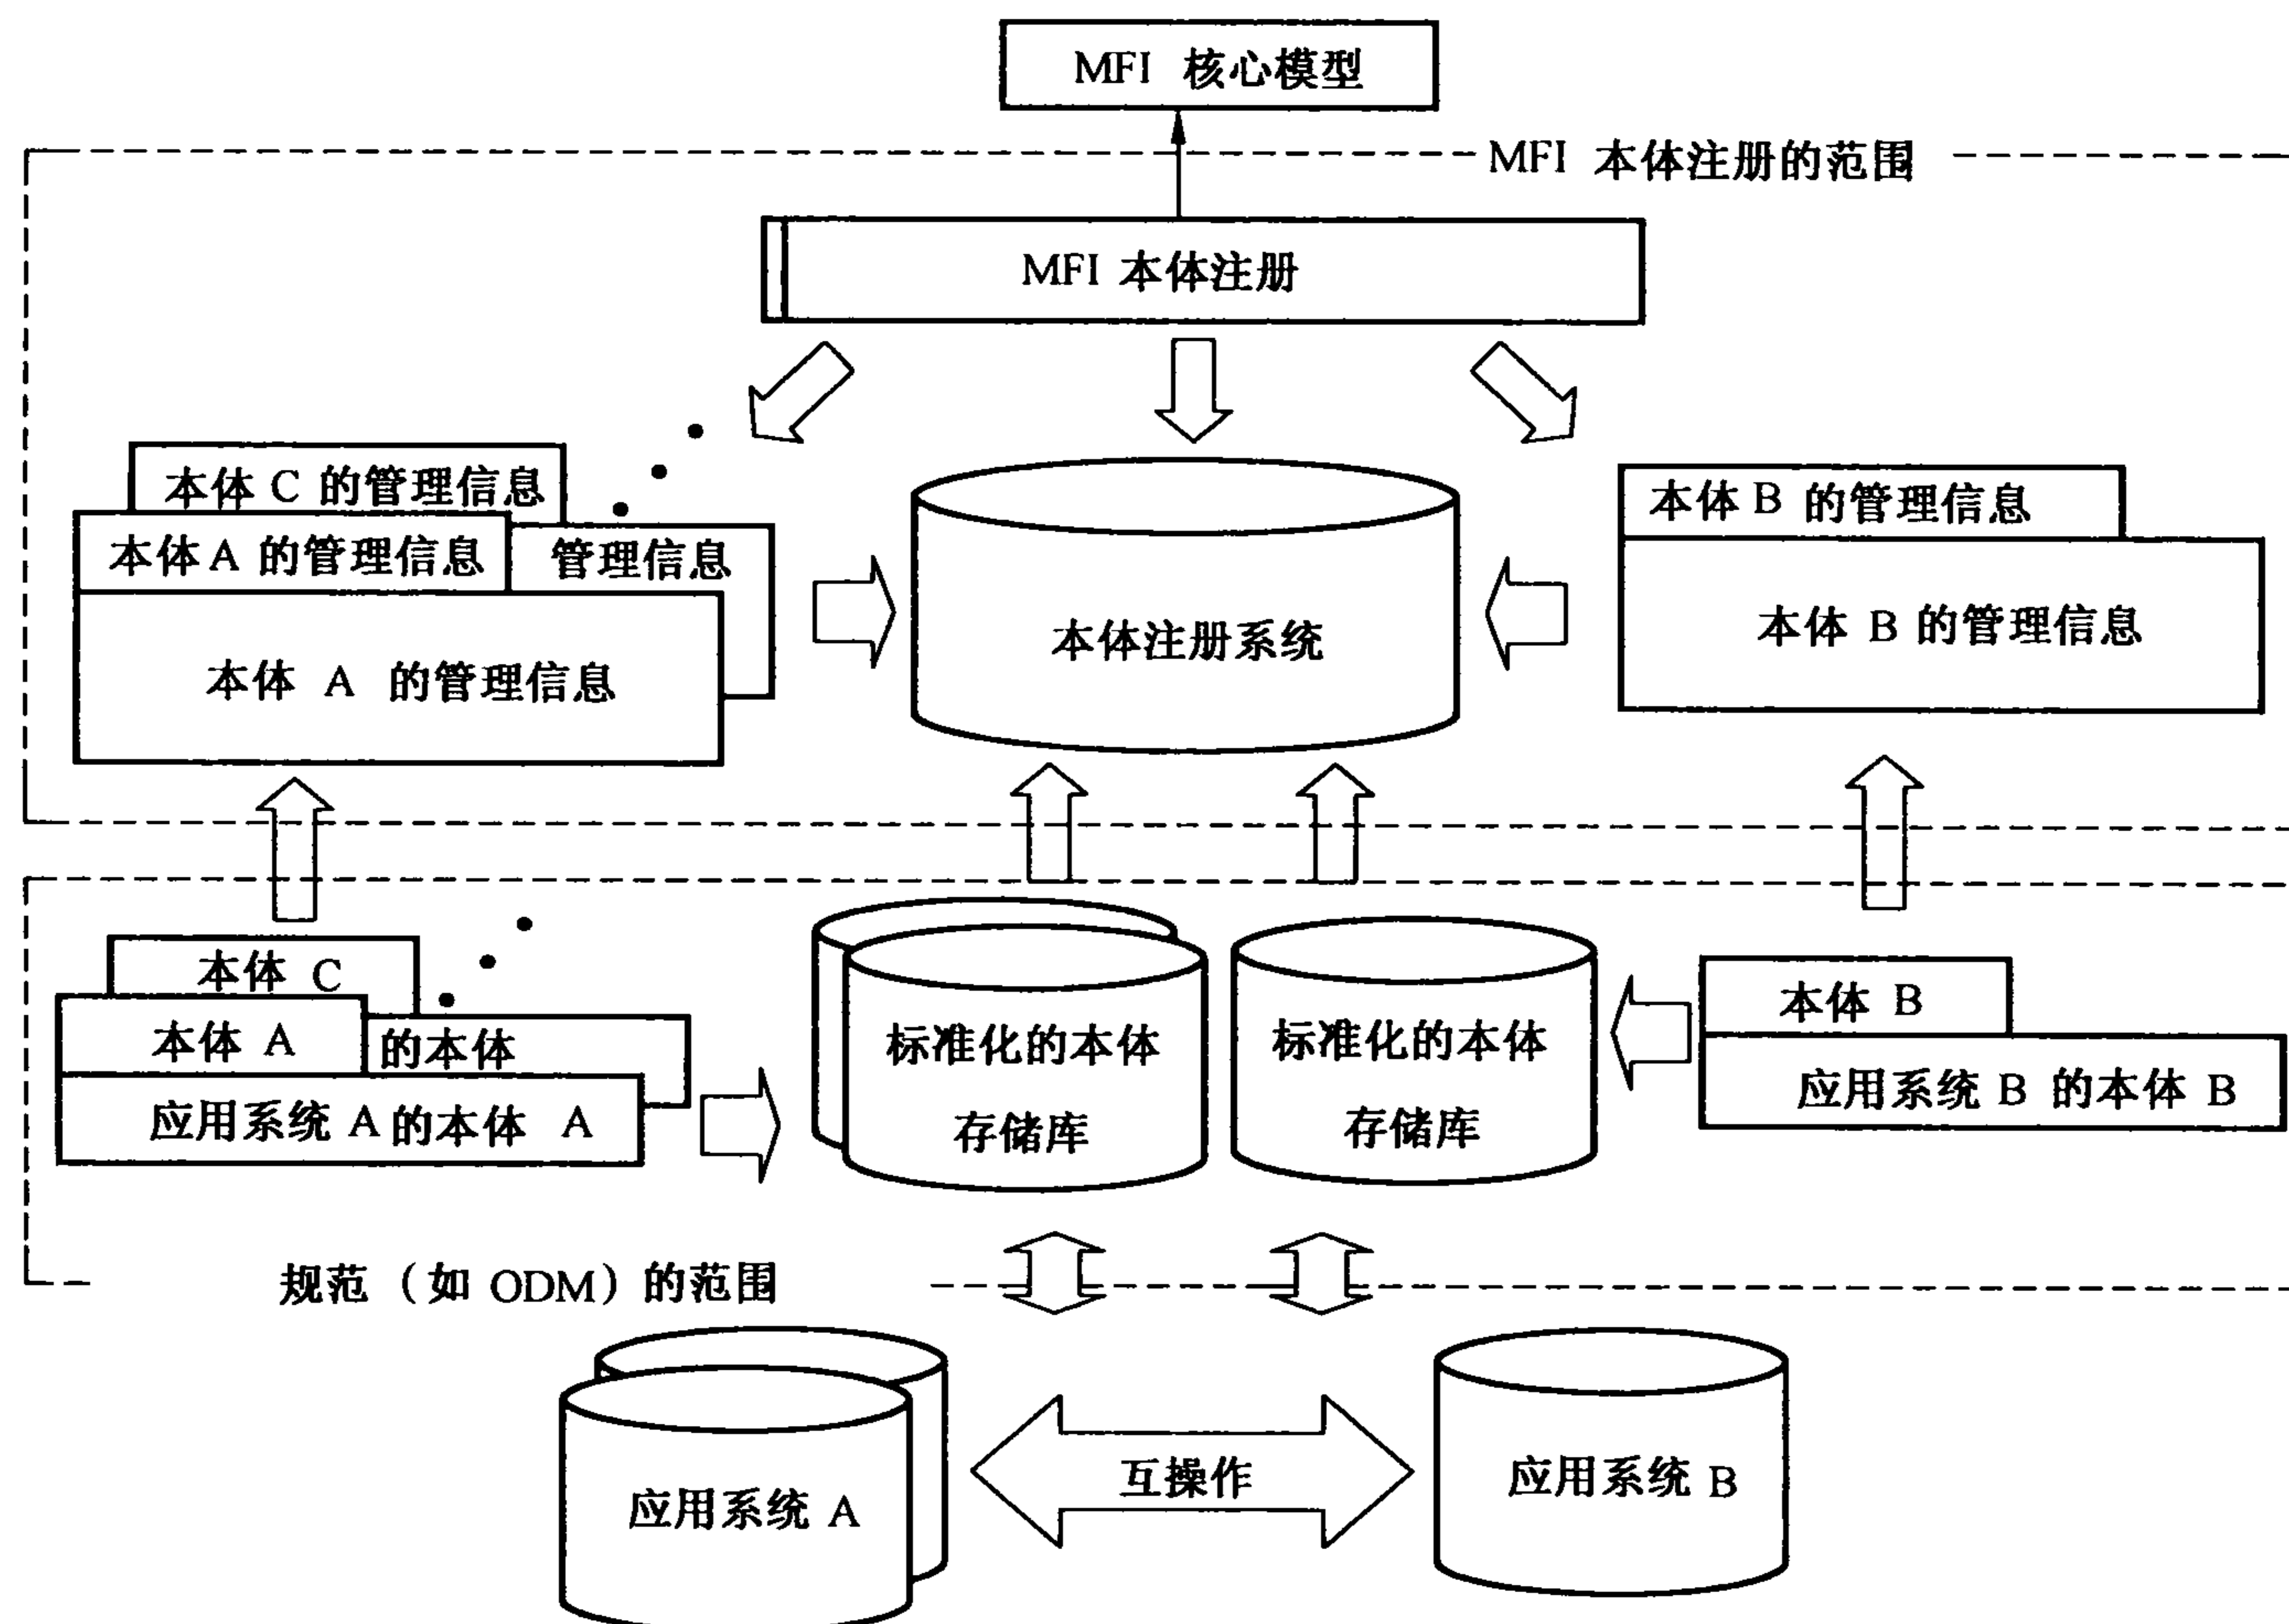 MFI 核心模型
MFI 本体注册的范围
MFI 本体注册
本体 C 的管理信息
本体 A 的管理信息
管理信息
本体 A 的管理信息
本体注册系统
本体 B 的管理信息
本体 B 的管理信息
本体 C
本体 A
的本体
应用系统 A 的本体 A
标准化的本体
存储库
标准化的本体
存储库
本体 B
应用系统 B 的本体 B
规范（如 ODM）的范围
应用系统 A
互操作
应用系统 B